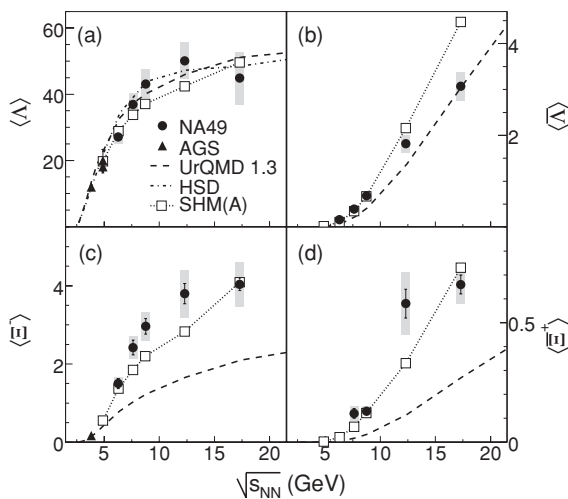 60
(a)
(b)
4
⟨Λ⟩
40
NA49
AGS
UrQMD 1.3
HSD
SHM(A)
20
2
⟨Λ̅⟩
(c)
(d)
4
⟨Ξ⁻⟩
2
0.5
⟨Ξ̅⁺⟩
0
0
5 10 15 20
5 10 15 20
√sNN (GeV)